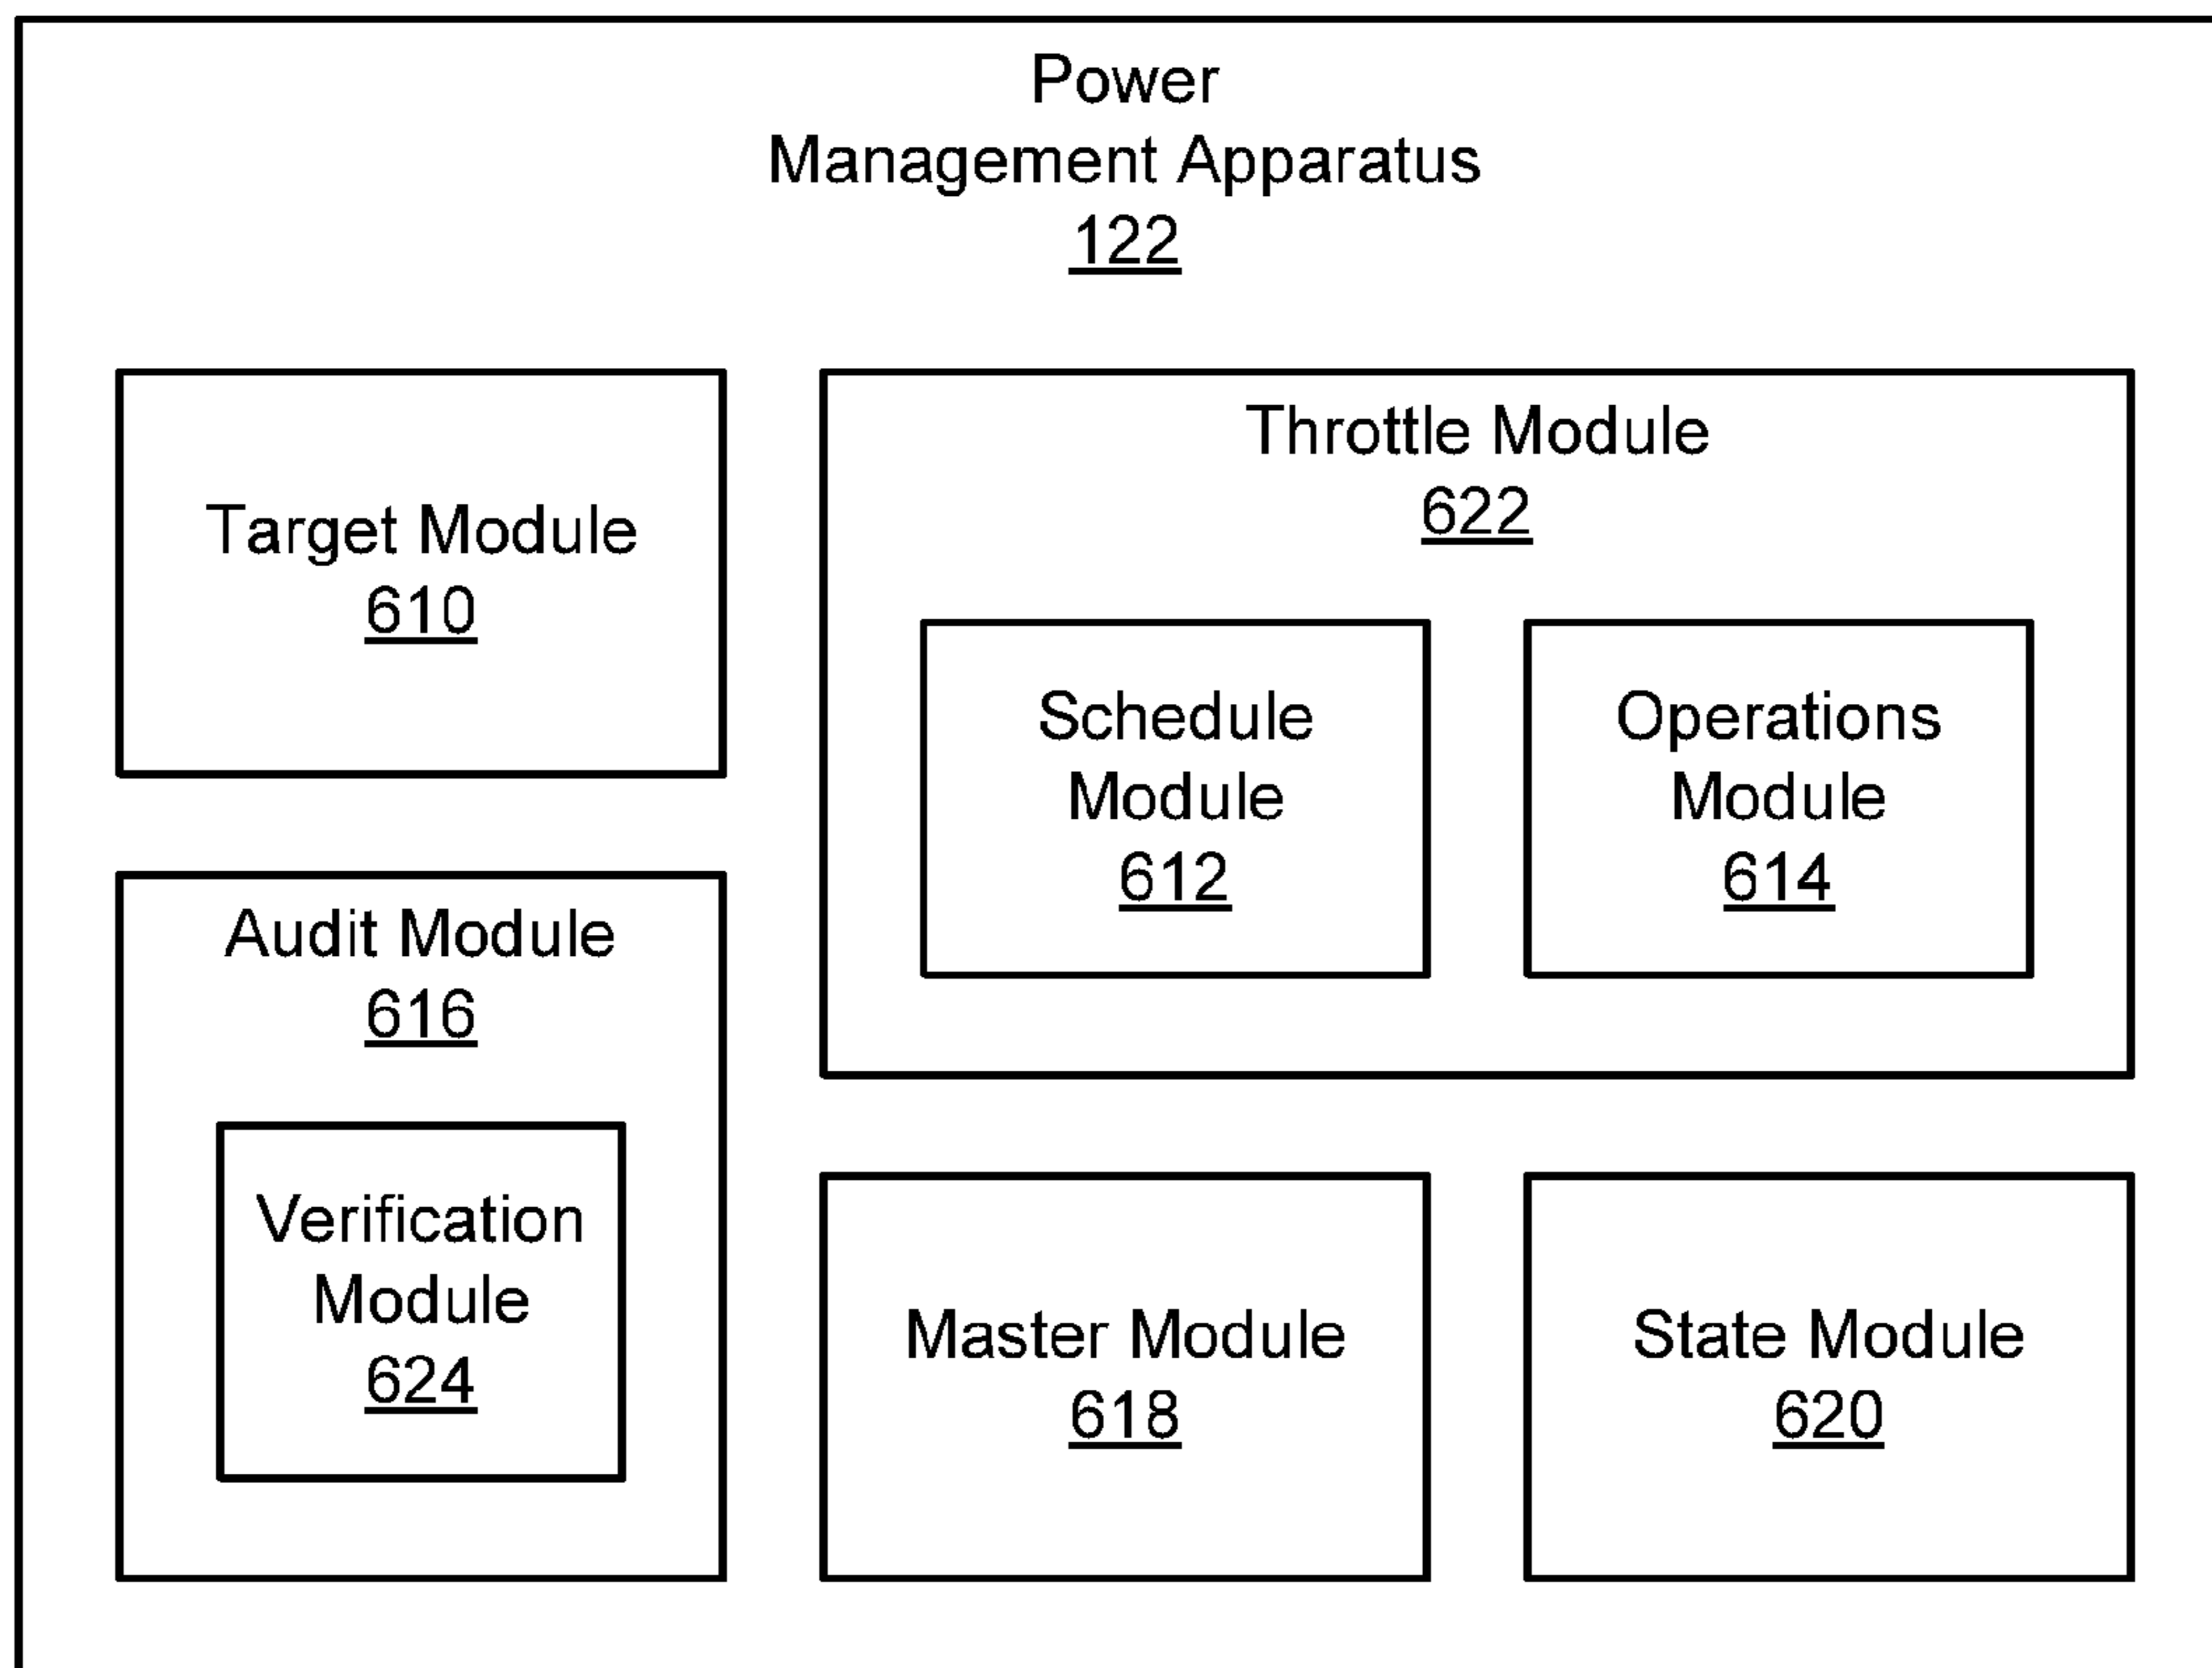 Power
Management Apparatus
122
Target Module
610
Throttle Module
622
Schedule
Module
612
Operations
Module
614
Audit Module
616
Verification
Module
624
Master Module
618
State Module
620